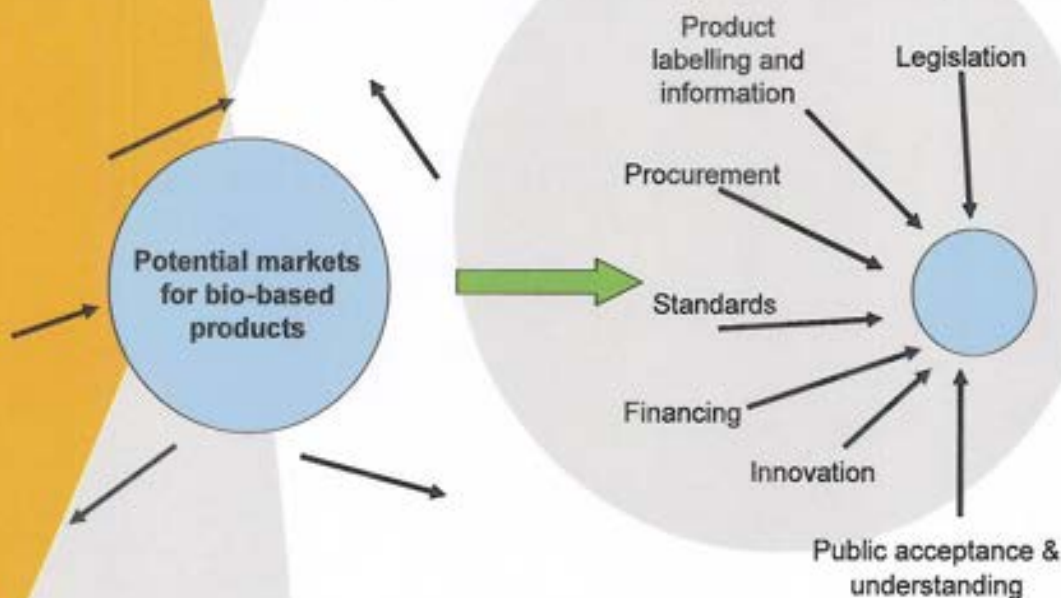 Potential markets
for bio-based
products
Product
labelling and
information
Legislation
Procurement
Standards
Financing
Innovation
Public acceptance &
understanding